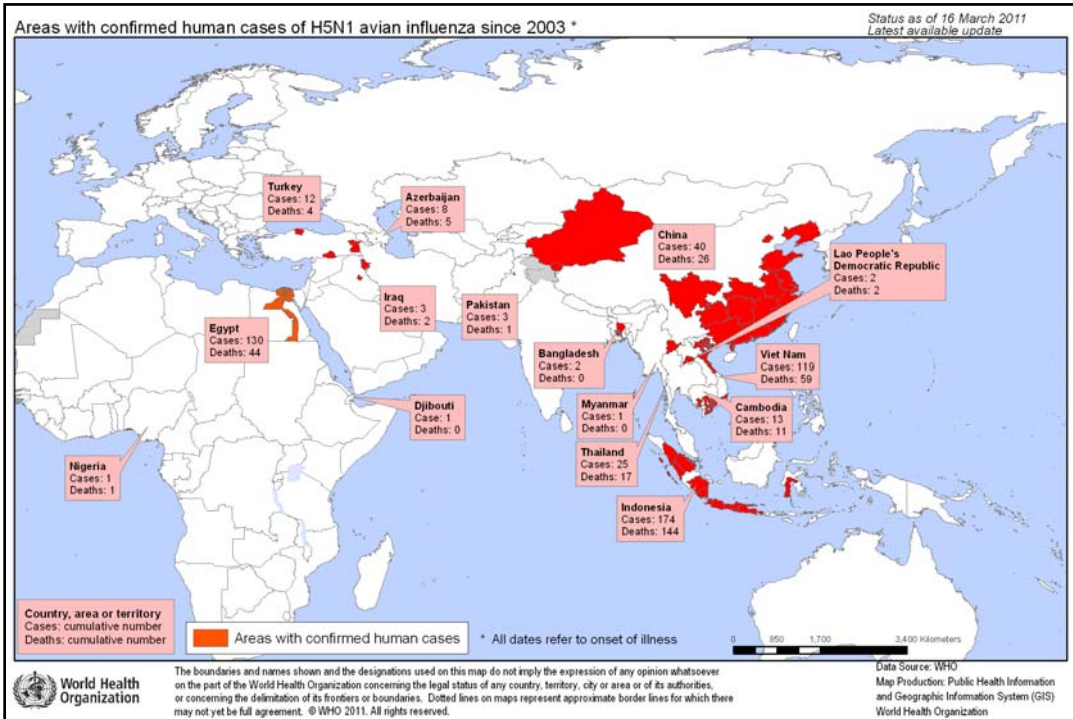 Areas with confirmed human cases of H5N1 avian influenza since 2003 *
Status as of 16 March 2011
Latest available update
Turkey
Cases: 12
Deaths: 4
Azerbaijan
Cases: 8
Deaths: 5
China
Cases: 40
Deaths: 26
Lao People's
Democratic Republic
Cases: 2
Deaths: 2
Iraq
Cases: 3
Deaths: 2
Pakistan
Cases: 3
Deaths: 1
Egypt
Cases: 130
Deaths: 44
Bangladesh
Cases: 2
Deaths: 0
Viet Nam
Cases: 119
Deaths: 59
Djibouti
Case: 1
Deaths: 0
Myanmar
Cases: 1
Deaths: 0
Cambodia
Cases: 13
Deaths: 11
Nigeria
Cases: 1
Deaths: 1
Thailand
Cases: 25
Deaths: 17
Indonesia
Cases: 174
Deaths: 144
Country, area or territory
Cases: cumulative number
Deaths: cumulative number
Areas with confirmed human cases
* All dates refer to onset of illness
0 850 1,700 3,400 Kilometers
World Health
Organization
The boundaries and names shown and the designations used on this map do not imply the expression of any opinion whatsoever
on the part of the World Health Organization concerning the legal status of any country, territory, city or area or of its authorities,
or concerning the delimitation of its frontiers or boundaries. Dotted lines on maps represent approximate border lines for which there
may not yet be full agreement. © WHO 2011. All rights reserved.
Data Source: WHO
Map Production: Public Health Information
and Geographic Information System (GIS)
World Health Organization